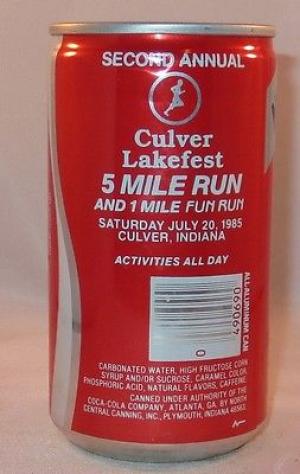 SECOND ANNUAL
Culver
Lakefest
5 MILE RUN
AND 1 MILE FUN RUN
SATURDAY JULY 20, 1985
CULVER, INDIANA
ACTIVITIES ALL DAY
ALL ALUMINUM CAN
490690
CARBONATED WATER, HIGH FRUCTOSE CORN
SYRUP AND/OR SUCROSE, CARAMEL COLOR,
PHOSPHORIC ACID, NATURAL FLAVORS, CAFFEINE.
CANNED UNDER AUTHORITY OF THE
COCA-COLA COMPANY, ATLANTA, GA. BY NORTH
CENTRAL CANNING, INC., PLYMOUTH, INDIANA 46563.